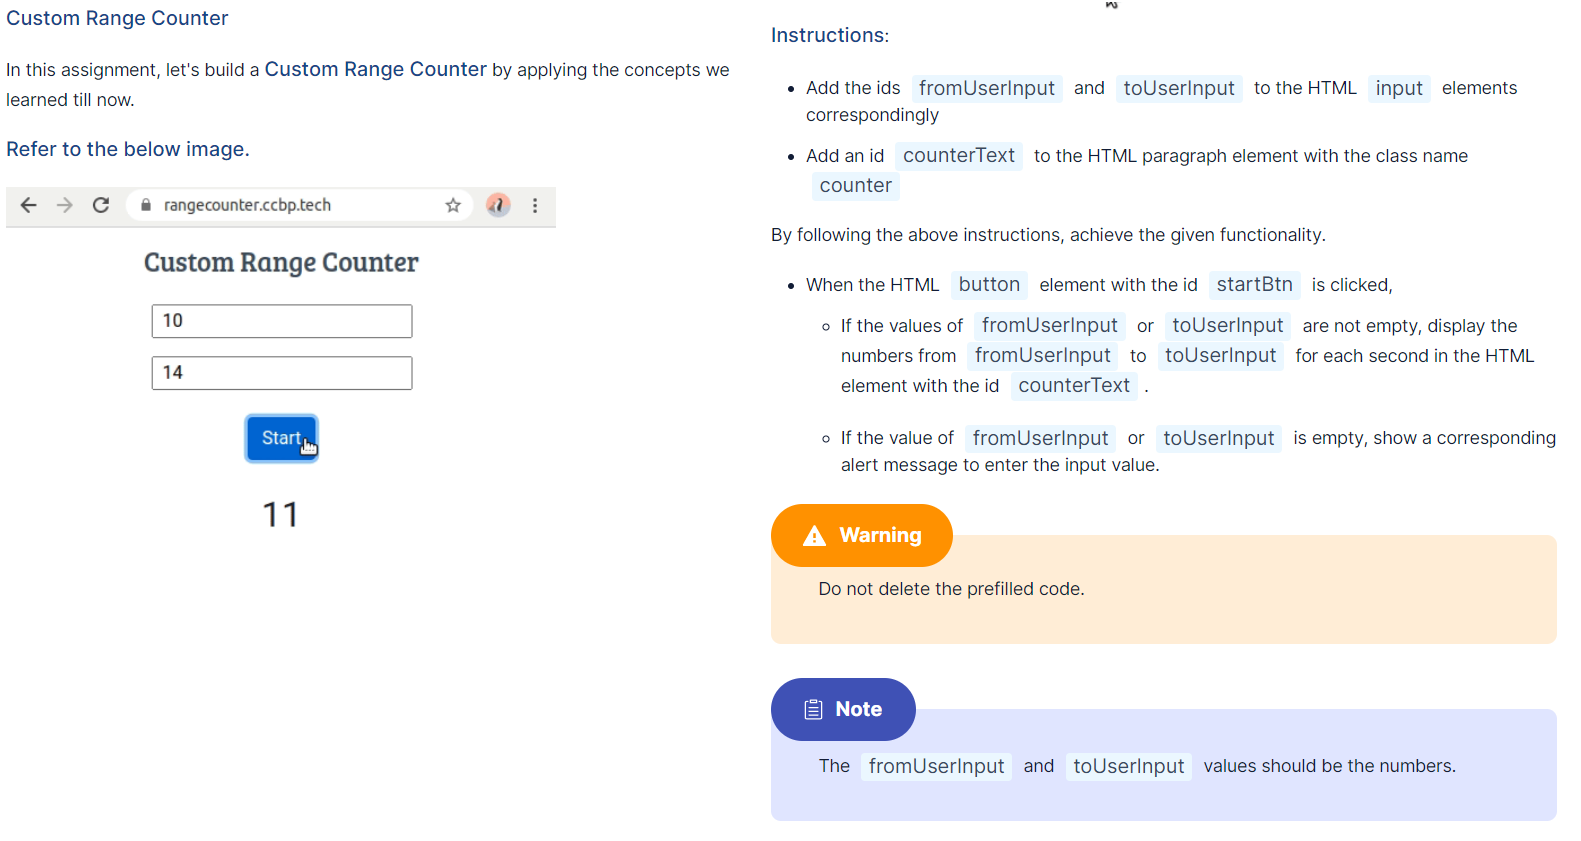 Custom Range Counter
In this assignment, let's build a Custom Range Counter by applying the concepts we
learned till now.
Refer to the below image.
rangecounter.ccbp.tech
Custom Range Counter
10
14
Start
11
Instructions:
Add the ids fromUserInput and toUserInput to the HTML input elements
correspondingly
Add an id counterText to the HTML paragraph element with the class name
counter
By following the above instructions, achieve the given functionality.
When the HTML button element with the id startBtn is clicked,
If the values of fromUserInput or toUserInput are not empty, display the
numbers from fromUserInput to toUserInput for each second in the HTML
element with the id counterText .
If the value of fromUserInput or toUserInput is empty, show a corresponding
alert message to enter the input value.
Warning
Do not delete the prefilled code.
Note
The fromUserInput and toUserInput values should be the numbers.